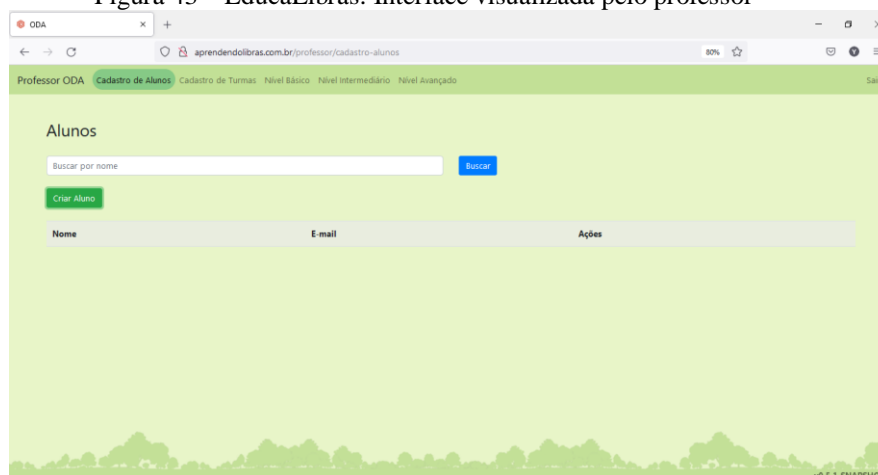 Figura 43 – EducaLibras: Interface visualizada pelo professor
ODA
aprendendolibras.com.br/professor/cadastro-alunos 80%
Professor ODA Cadastro de Alunos Cadastro de Turmas Nível Básico Nível Intermediário Nível Avançado Sai
Alunos
Buscar por nome Buscar
Criar Aluno
Nome E-mail Ações